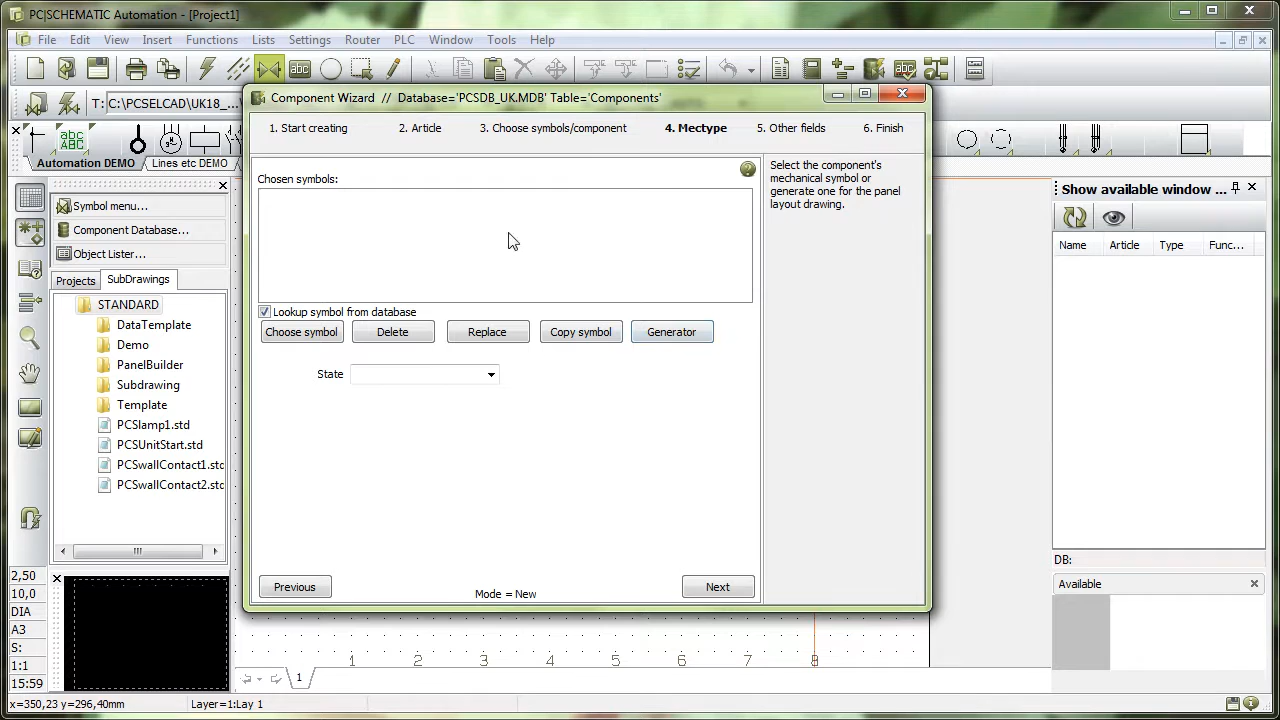 PC|SCHEMATIC Automation - [Project1]
File Edit View Insert Functions Lists Settings Router PLC Window Tools Help
abc
T: C:\PCSELCAD\UK18_...
Component Wizard // Database='PCSDB_UK.MDB' Table='Components'
1. Start creating 2. Article 3. Choose symbols/component 4. Mectype 5. Other fields 6. Finish
Automation DEMO Lines etc DEMO
Symbol menu...
Component Database...
Object Lister...
Projects SubDrawings
STANDARD
DataTemplate
Demo
PanelBuilder
Subdrawing
Template
PCSlamp1.std
PCSUnitStart.std
PCSwallContact1.std
PCSwallContact2.std
Chosen symbols:
Lookup symbol from database
Choose symbol Delete Replace Copy symbol Generator
State
Previous
Mode = New
Next
Select the component's
mechanical symbol or
generate one for the panel
layout drawing.
Show available window ...
Name Article Type Func...
DB:
Available
2,50
10,0
DIA
A3
S:
1:1
15:59
1 2 3 4 5 6 7 8
1
x=350,23 y=296,40mm Layer=1:Lay 1